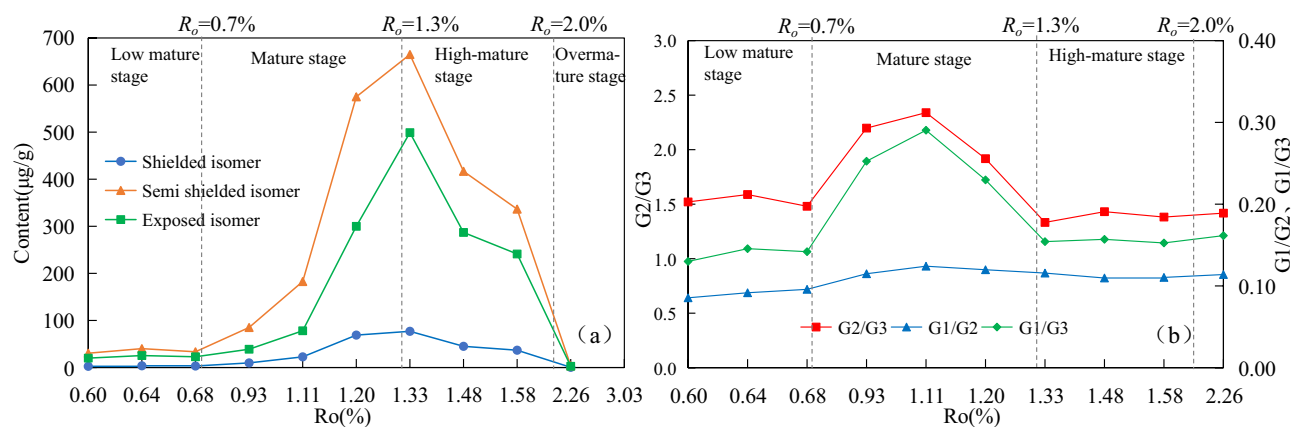 Rₒ=0.7%
Rₒ=1.3%
Rₒ=2.0%
700
600
500
400
300
200
100
0
Content(μg/g)
Low mature
stage
Mature stage
High-mature
stage
Overma-
ture stage
Shielded isomer
Semi shielded isomer
Exposed isomer
(a)
0.60 0.64 0.68 0.93 1.11 1.20 1.33 1.48 1.58 2.26 3.03
Ro(%)
Rₒ=0.7%
Rₒ=1.3%
Rₒ=2.0%
3.0
2.5
2.0
1.5
1.0
0.5
0.0
G2/G3
Low mature
stage
Mature stage
High-mature stage
G2/G3 G1/G2 G1/G3
(b)
0.40
0.30
0.20
0.10
0.00
G1/G2、G1/G3
0.60 0.64 0.68 0.93 1.11 1.20 1.33 1.48 1.58 2.26
Ro(%)